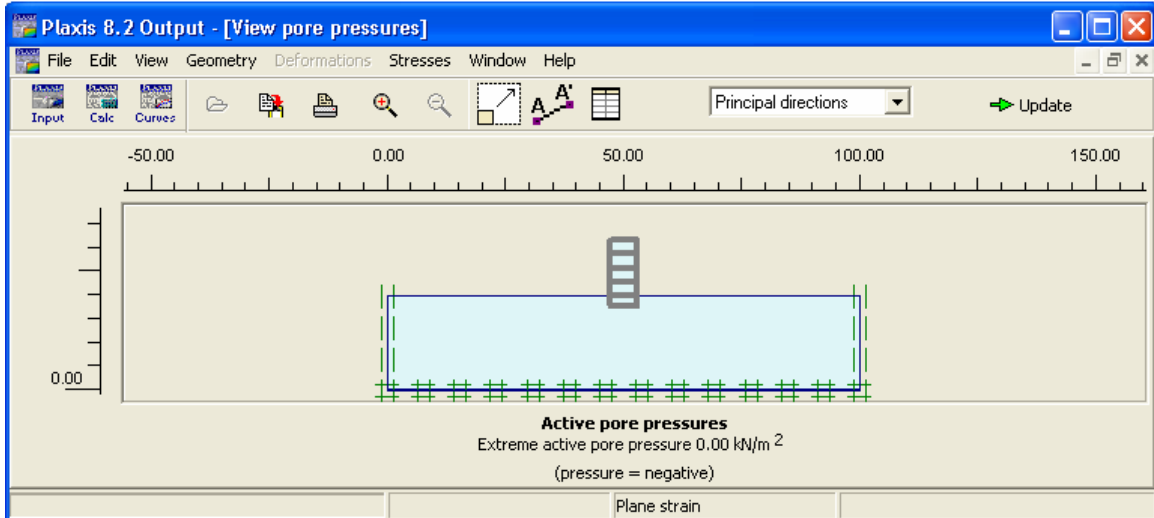 Plaxis 8.2 Output - [View pore pressures]
File Edit View Geometry Deformations Stresses Window Help
Input Calc Curves A A' Principal directions Update
-50.00 0.00 50.00 100.00 150.00
0.00
Active pore pressures
Extreme active pore pressure 0.00 kN/m 2
(pressure = negative)
Plane strain